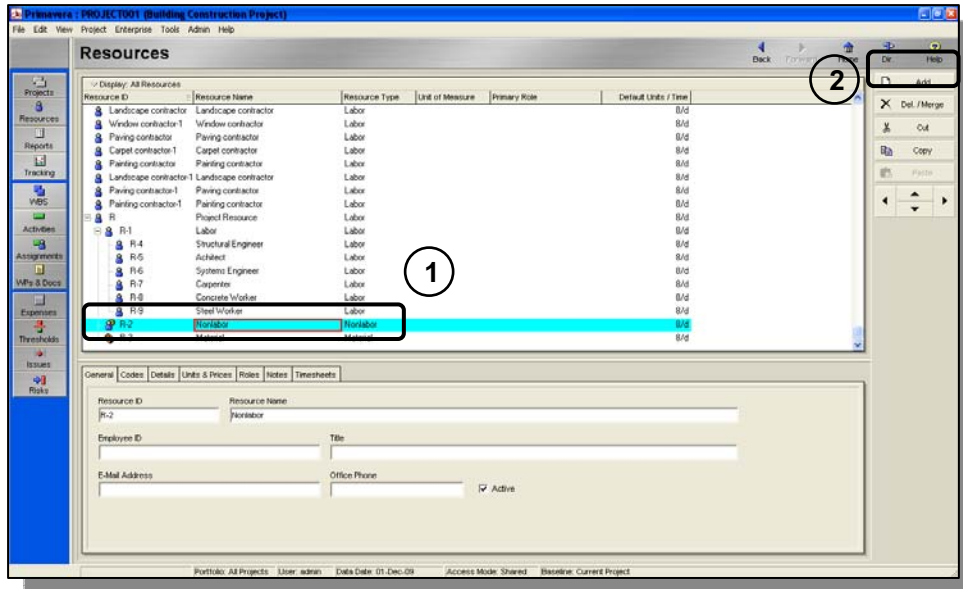 Primavera : PROJECT001 (Building Construction Project)
File Edit View Project Enterprise Tools Admin Help
Resources
Back Forward Home Dir. Help
2
Add
Del. / Merge
Cut
Copy
Paste
Projects
Resources
Reports
Tracking
WBS
Activities
Assignments
WPs & Docs
Expenses
Thresholds
Issues
Risks
Display: All Resources
Resource ID Resource Name Resource Type Unit of Measure Primary Role Default Units / Time
Landscape contractor Landscape contractor Labor 8/d
Window contractor-1 Window contractor Labor 8/d
Paving contractor Paving contractor Labor 8/d
Carpet contractor-1 Carpet contractor Labor 8/d
Painting contractor Painting contractor Labor 8/d
Landscape contractor-1 Landscape contractor Labor 8/d
Paving contractor-1 Paving contractor Labor 8/d
Painting contractor-1 Painting contractor Labor 8/d
R Project Resource Labor 8/d
R-1 Labor Labor 8/d
R-4 Structural Engineer Labor 8/d
R-5 Achitect Labor 8/d
R-6 Systems Engineer Labor 8/d
1
R-7 Carpenter Labor 8/d
R-8 Concrete Worker Labor 8/d
R-9 Steel Worker Labor 8/d
R-2 Nonlabor Nonlabor 8/d
R-3 Material Material 8/d
General Codes Details Units & Prices Roles Notes Timesheets
Resource ID Resource Name
R-2 Nonlabor
Employee ID Title
E-Mail Address Office Phone
Active
Portfolio: All Projects User: admin Data Date: 01-Dec-09 Access Mode: Shared Baseline: Current Project